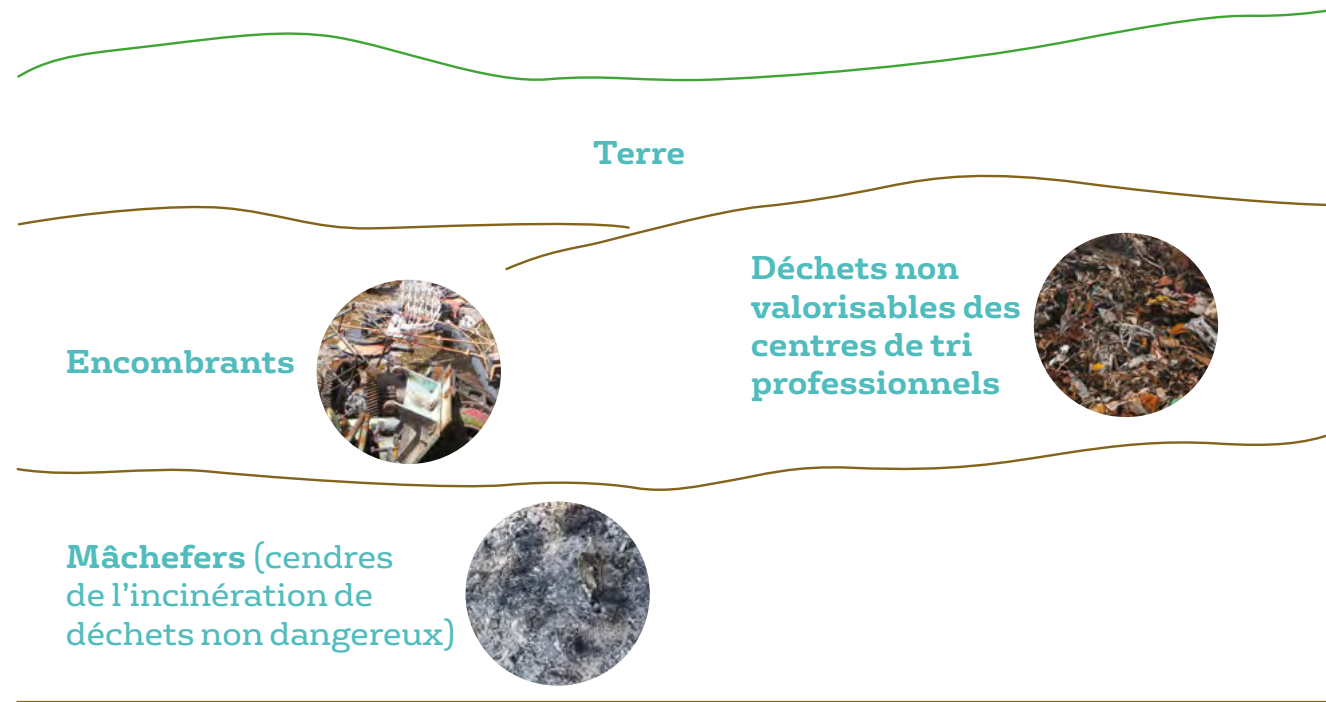 Terre
Encombrants
Déchets non
valorisables des
centres de tri
professionnels
Mâchefers (cendres
de l'incinération de
déchets non dangereux)